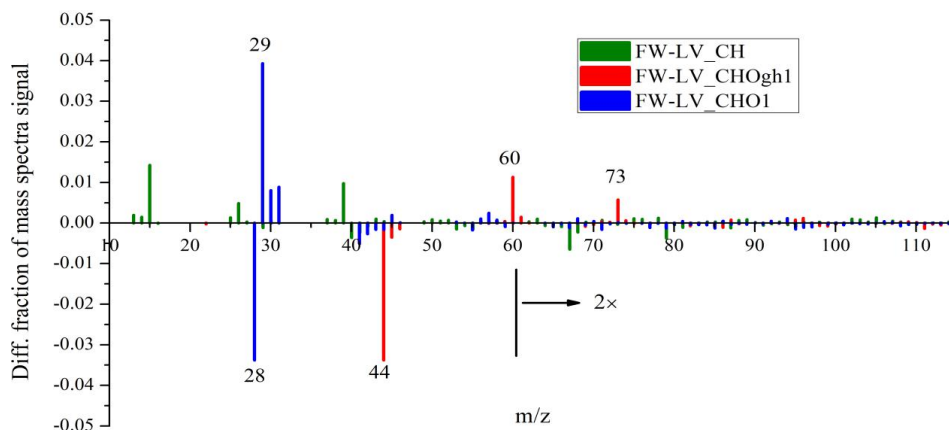 0.05
0.04
0.03
0.02
0.01
0.00
-0.01
-0.02
-0.03
-0.04
-0.05
Diff. fraction of mass spectra signal
29
28
44
60
73
FW-LV_CH
FW-LV_CHOgh1
FW-LV_CHO1
2×
10 20 30 40 50 60 70 80 90 100 110
m/z